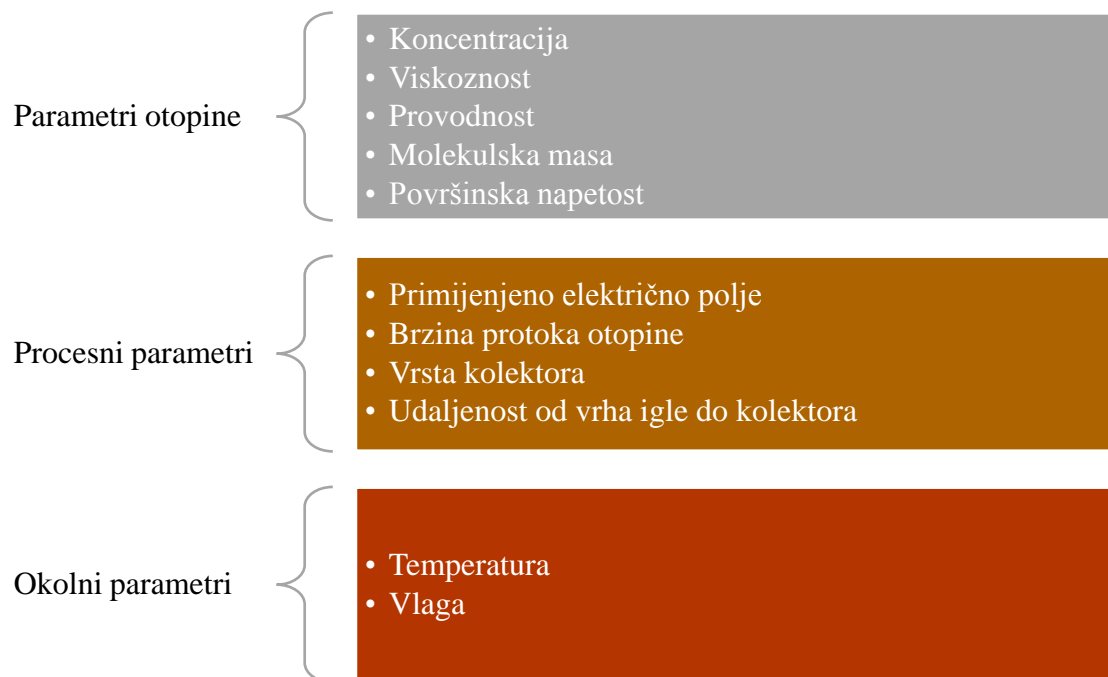 Parametri otopine
• Koncentracija
• Viskoznost
• Provodnost
• Molekulska masa
• Površinska napetost
Procesni parametri
• Primijenjeno električno polje
• Brzina protoka otopine
• Vrsta kolektora
• Udaljenost od vrha igle do kolektora
Okolni parametri
• Temperatura
• Vlaga